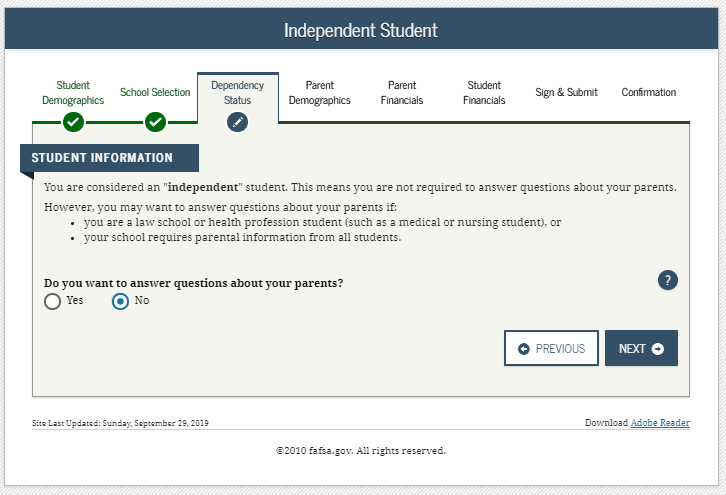 Independent Student
Student
Demographics
School Selection
Dependency
Status
Parent
Demographics
Parent
Financials
Student
Financials
Sign & Submit
Confirmation
STUDENT INFORMATION
You are considered an "independent" student. This means you are not required to answer questions about your parents.
However, you may want to answer questions about your parents if:
• you are a law school or health profession student (such as a medical or nursing student), or
• your school requires parental information from all students.
Do you want to answer questions about your parents?
?
Yes No
PREVIOUS NEXT
Site Last Updated: Sunday, September 29, 2019 Download Adobe Reader
©2010 fafsa.gov. All rights reserved.